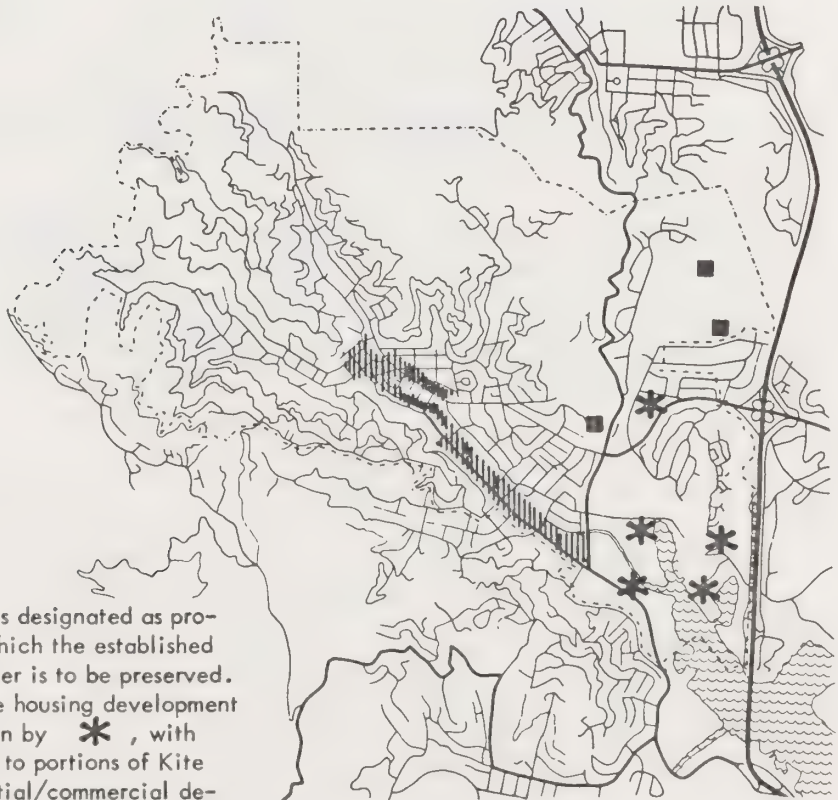 s designated as pro-
hich the established
er is to be preserved.
e housing development
n by * , with
to portions of Kite
tial/commercial de-